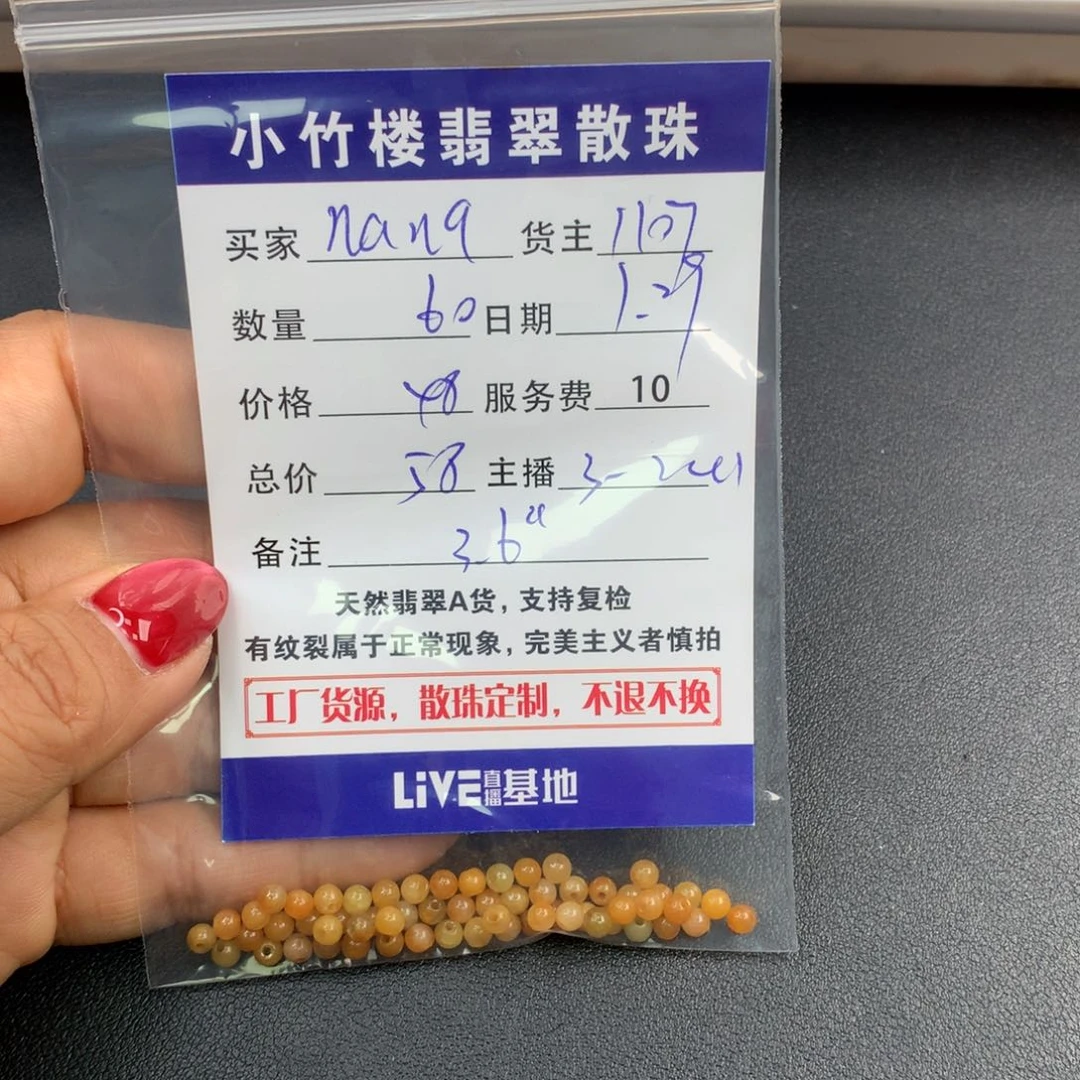 小竹楼翡翠散珠
买家 nang 货主 1107
数量 60 日期 1-29
价格 48 服务费 10
总价 58 主播
备注 3.6
天然翡翠A货，支持复检
有纹裂属于正常现象，完美主义者慎拍
工厂货源，散珠定制，不退不换
LiVE直播基地